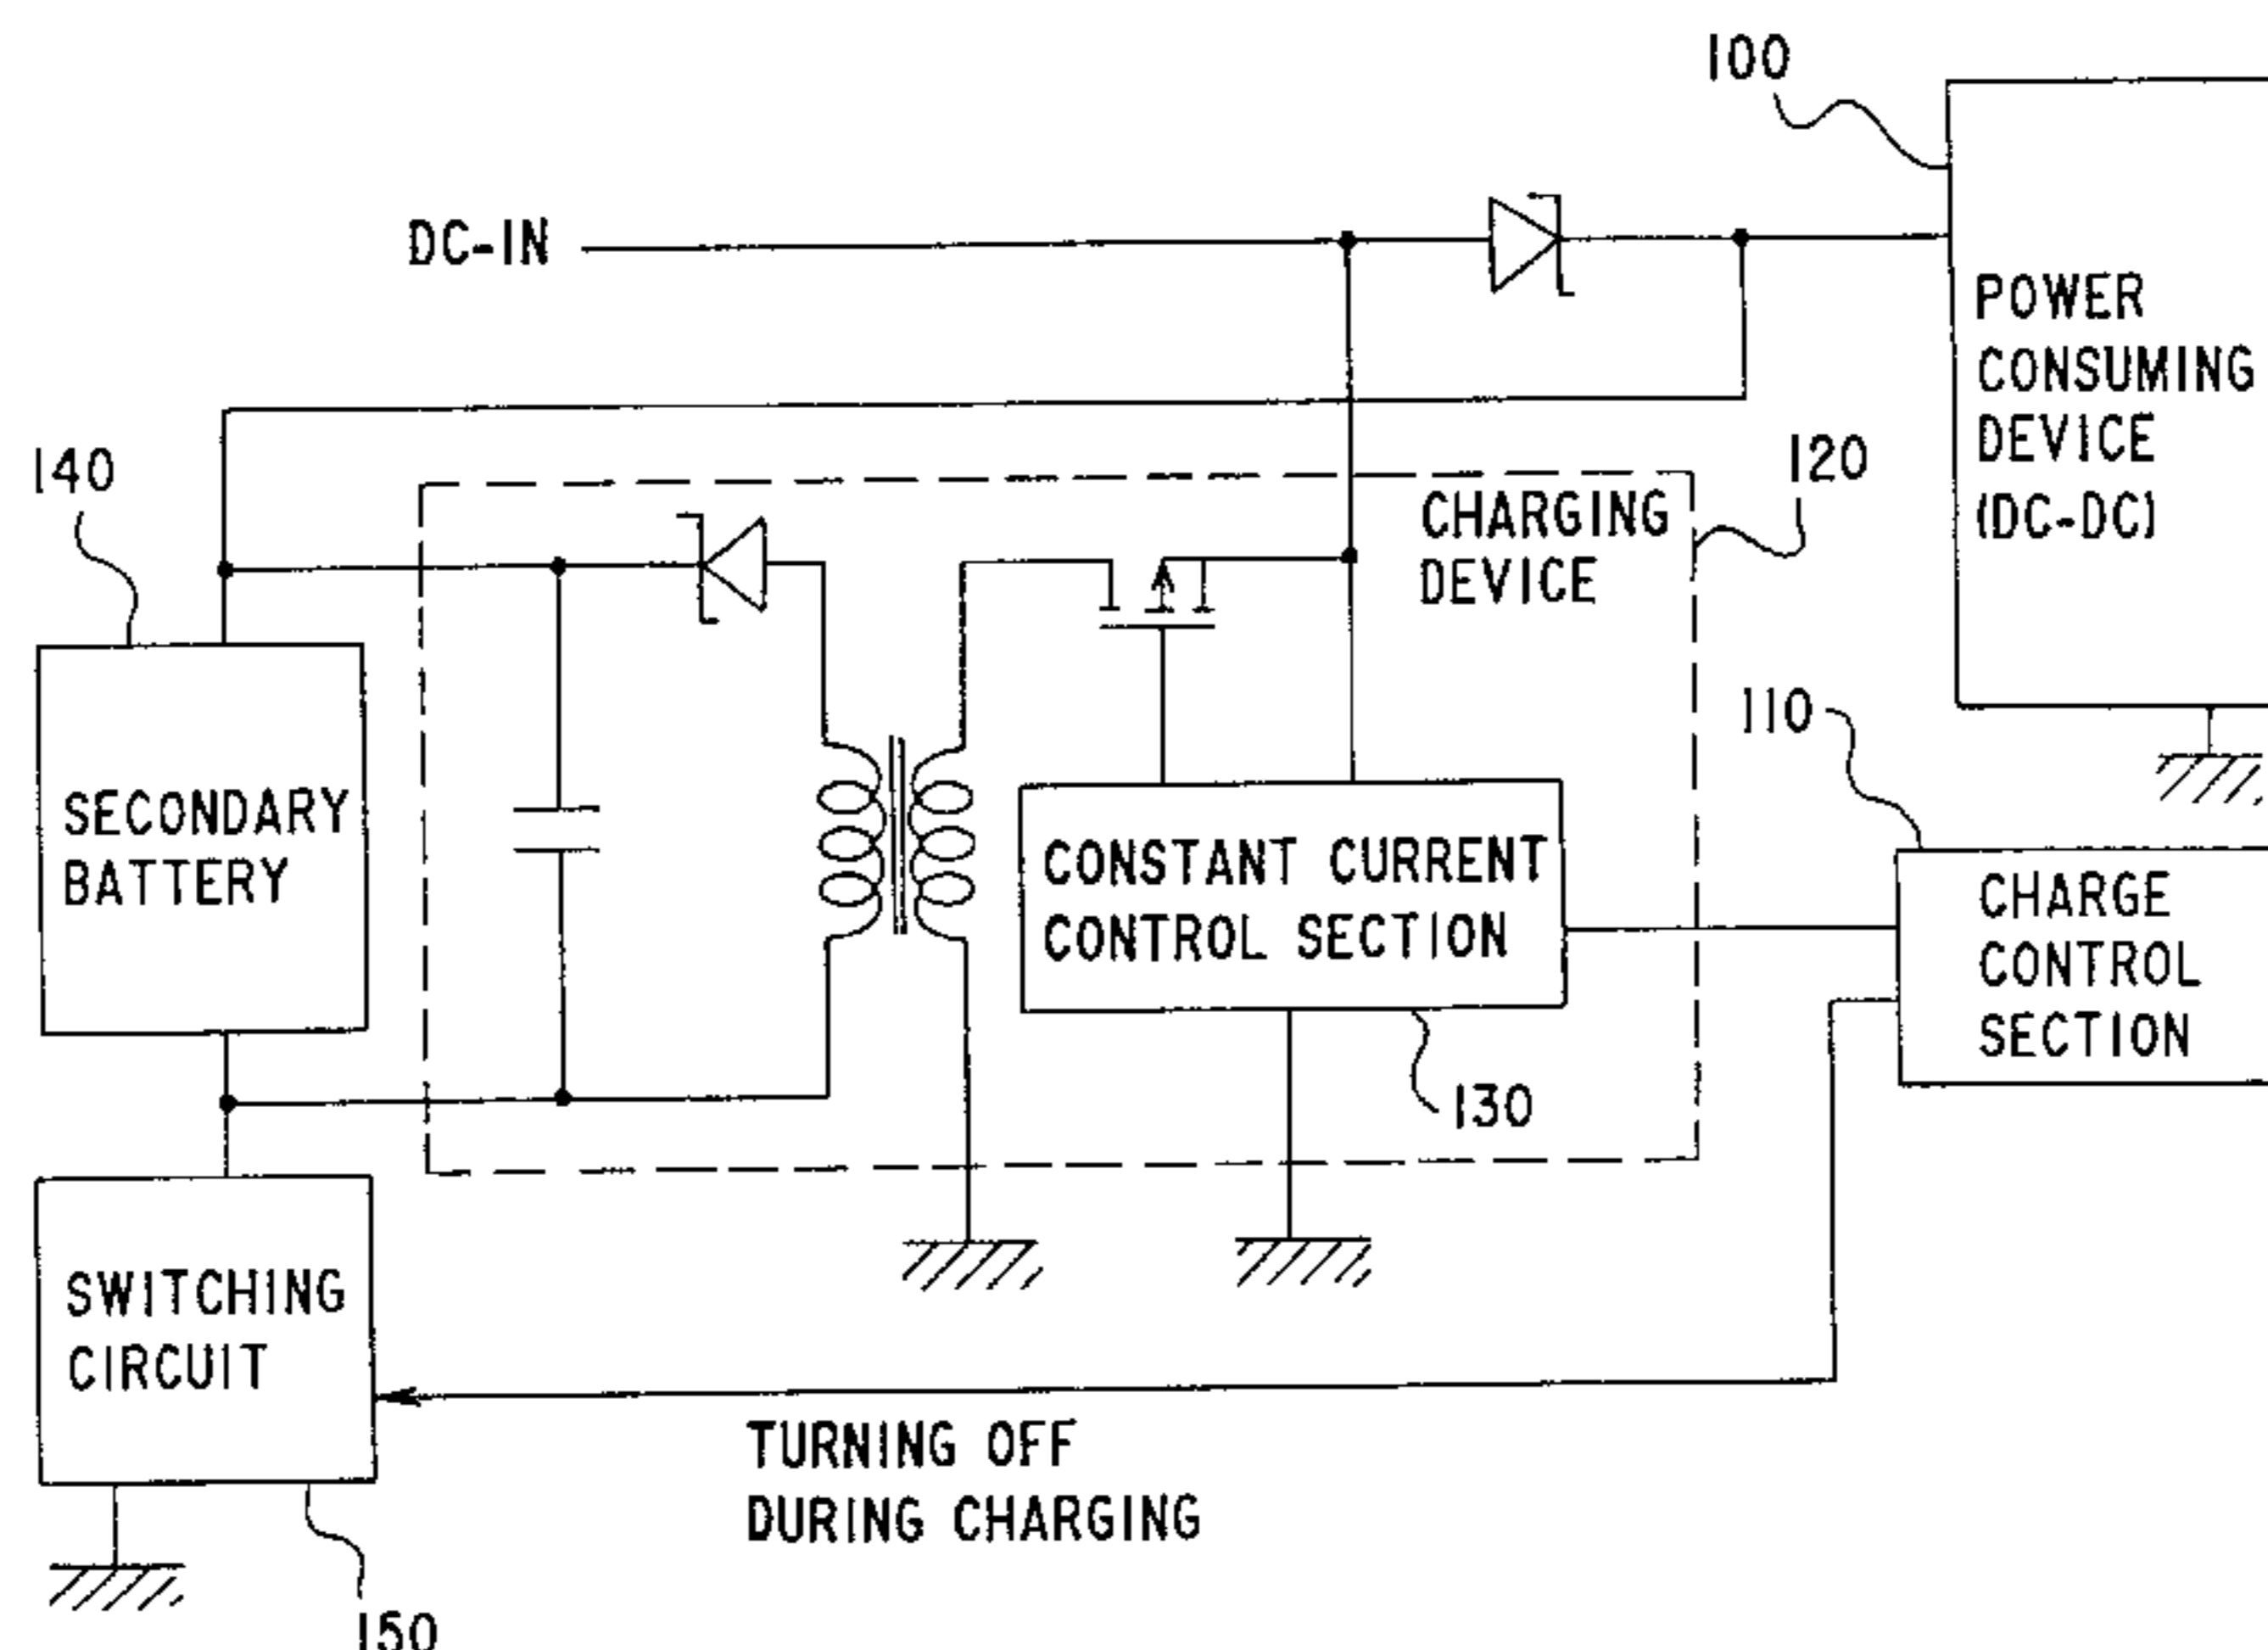 100
DC-IN
POWER
CONSUMING
DEVICE
(DC-DC)
140
120
CHARGING
DEVICE
110
SECONDARY
BATTERY
CONSTANT CURRENT
CONTROL SECTION
CHARGE
CONTROL
SECTION
130
SWITCHING
CIRCUIT
TURNING OFF
DURING CHARGING
150